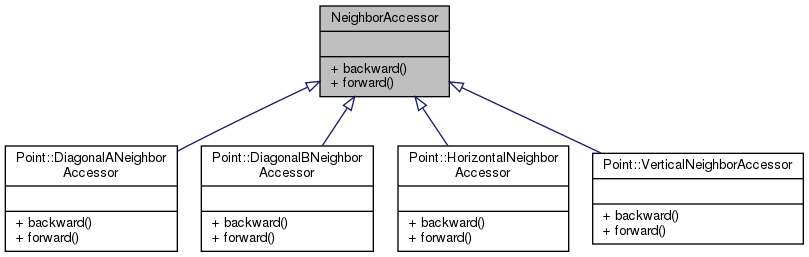 NeighborAccessor
+ backward()
+ forward()
Point::DiagonalANeighbor
Accessor
+ backward()
+ forward()
Point::DiagonalBNeighbor
Accessor
+ backward()
+ forward()
Point::HorizontalNeighbor
Accessor
+ backward()
+ forward()
Point::VerticalNeighborAccessor
+ backward()
+ forward()